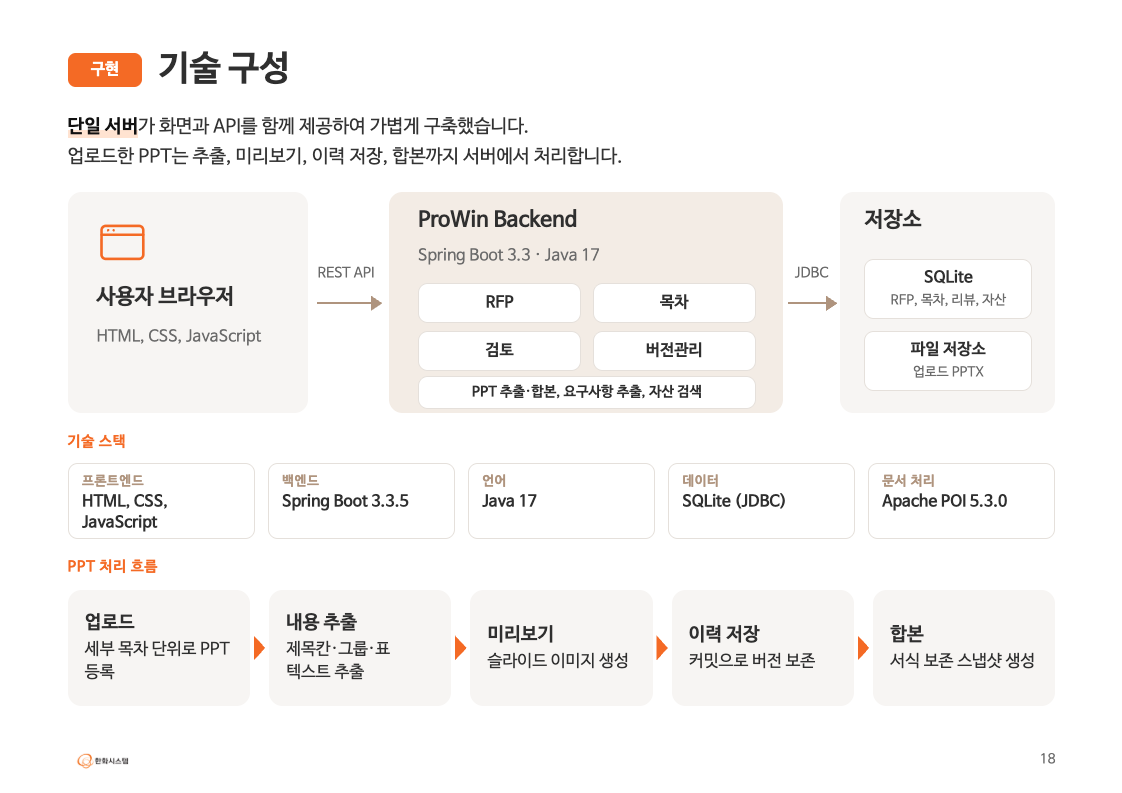 구현
기술 구성
단일 서버가 화면과 API를 함께 제공하여 가볍게 구축했습니다.
업로드한 PPT는 추출, 미리보기, 이력 저장, 합본까지 서버에서 처리합니다.
사용자 브라우저
HTML, CSS, JavaScript
REST API
ProWin Backend
Spring Boot 3.3 · Java 17
RFP
목차
검토
버전관리
PPT 추출·합본, 요구사항 추출, 자산 검색
JDBC
저장소
SQLite
RFP, 목차, 리뷰, 자산
파일 저장소
업로드 PPTX
기술 스택
프론트엔드
HTML, CSS,
JavaScript
백엔드
Spring Boot 3.3.5
언어
Java 17
데이터
SQLite (JDBC)
문서 처리
Apache POI 5.3.0
PPT 처리 흐름
업로드
세부 목차 단위로 PPT
등록
내용 추출
제목칸·그룹·표
텍스트 추출
미리보기
슬라이드 이미지 생성
이력 저장
커밋으로 버전 보존
합본
서식 보존 스냅샷 생성
한화시스템
18